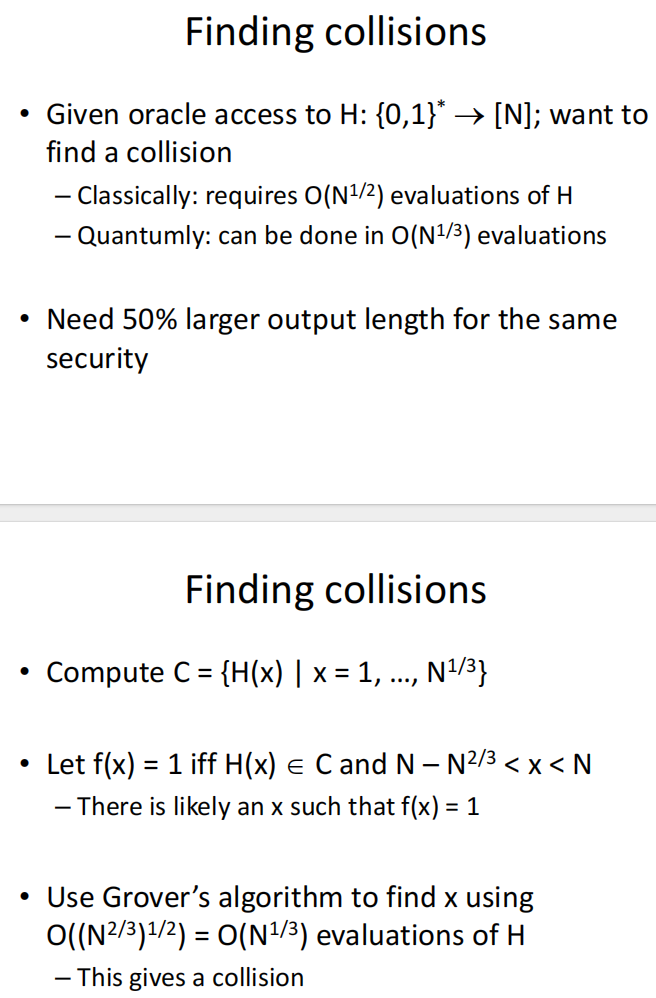 Finding collisions
• Given oracle access to H: {0,1}* → [N]; want to
find a collision
– Classically: requires O(N^1/2) evaluations of H
– Quantumly: can be done in O(N^1/3) evaluations
• Need 50% larger output length for the same
security
Finding collisions
• Compute C = {H(x) | x = 1, …, N^1/3}
• Let f(x) = 1 iff H(x) ∈ C and N – N^2/3 < x < N
– There is likely an x such that f(x) = 1
• Use Grover’s algorithm to find x using
O((N^2/3)^1/2) = O(N^1/3) evaluations of H
– This gives a collision